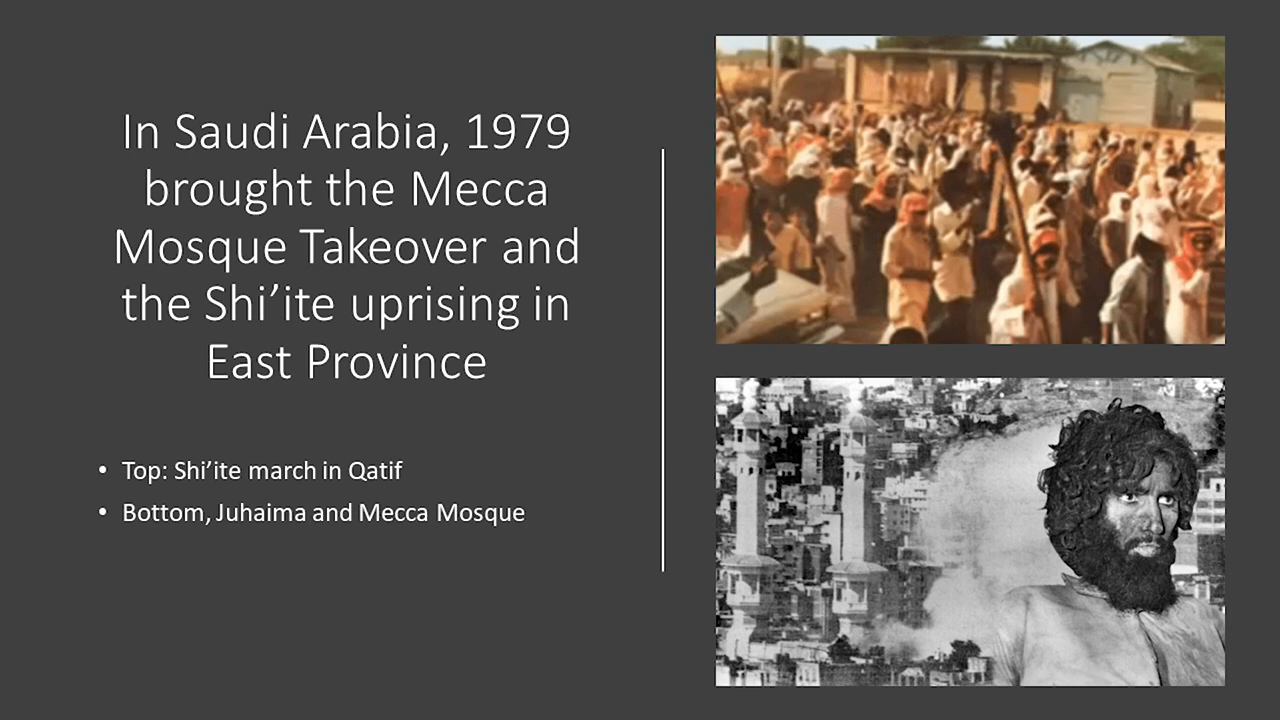 In Saudi Arabia, 1979
brought the Mecca
Mosque Takeover and
the Shi’ite uprising in
East Province
• Top: Shi’ite march in Qatif
• Bottom, Juhaima and Mecca Mosque